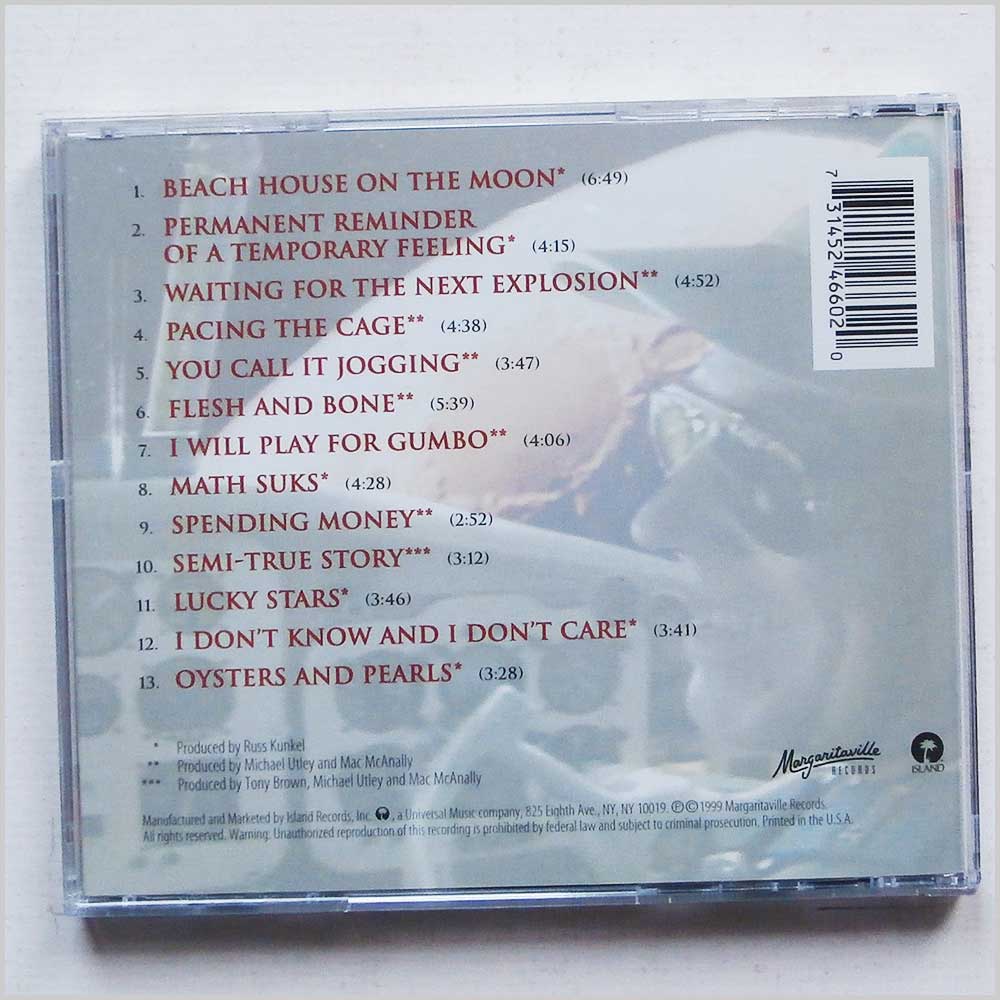 1. BEACH HOUSE ON THE MOON* (6:49)
2. PERMANENT REMINDER
OF A TEMPORARY FEELING* (4:15)
3. WAITING FOR THE NEXT EXPLOSION** (4:52)
4. PACING THE CAGE** (4:38)
5. YOU CALL IT JOGGING** (3:47)
6. FLESH AND BONE** (5:39)
7. I WILL PLAY FOR GUMBO** (4:06)
8. MATH SUKS* (4:28)
9. SPENDING MONEY** (2:52)
10. SEMI-TRUE STORY*** (3:12)
11. LUCKY STARS* (3:46)
12. I DON'T KNOW AND I DON'T CARE* (3:41)
13. OYSTERS AND PEARLS* (3:28)
7 31452 46602 0
* Produced by Russ Kunkel
** Produced by Michael Utley and Mac McAnally
*** Produced by Tony Brown, Michael Utley and Mac McAnally
Margaritaville
RECORDS
ISLAND
Manufactured and Marketed by Island Records, Inc. , a Universal Music company, 825 Eighth Ave., NY, NY 10019. ℗©1999 Margaritaville Records.
All rights reserved. Warning: Unauthorized reproduction of this recording is prohibited by federal law and subject to criminal prosecution. Printed in the U.S.A.